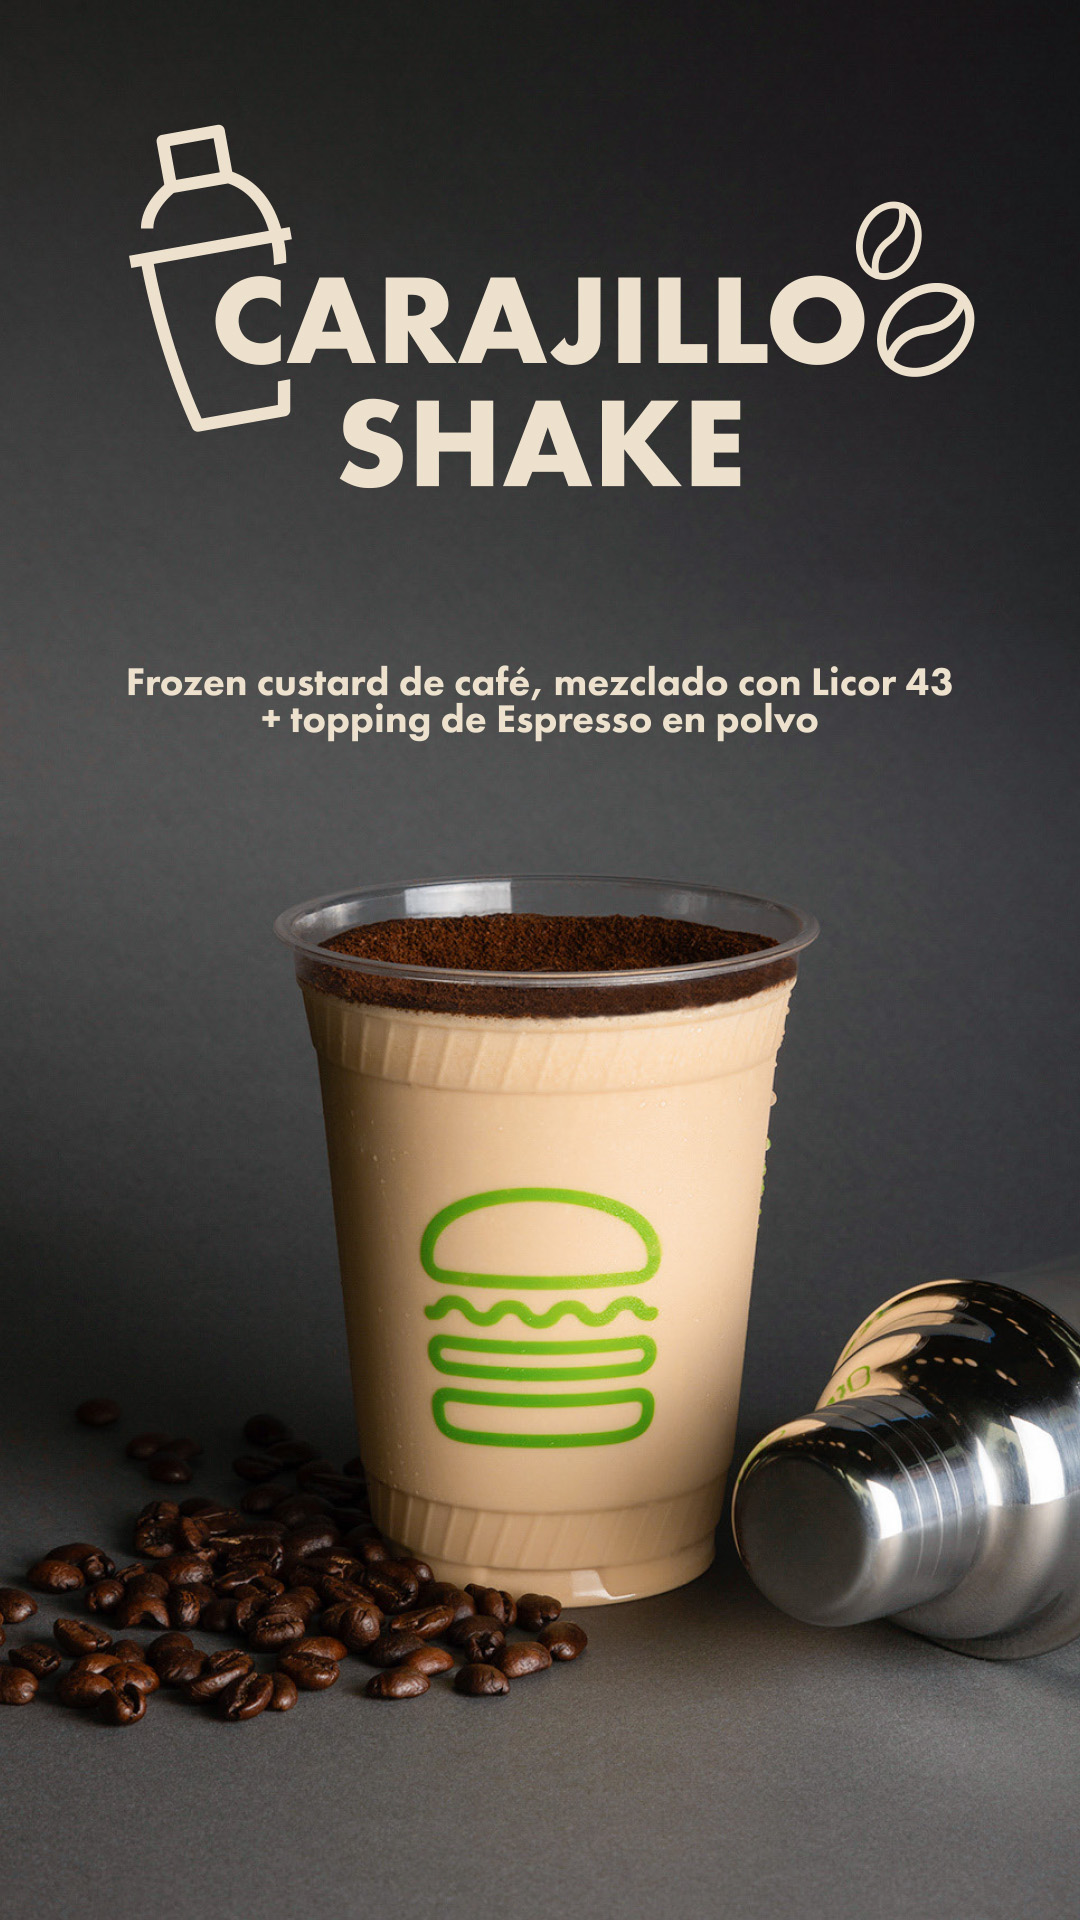 CARAJILLO
SHAKE
Frozen custard de café, mezclado con Licor 43
+ topping de Espresso en polvo